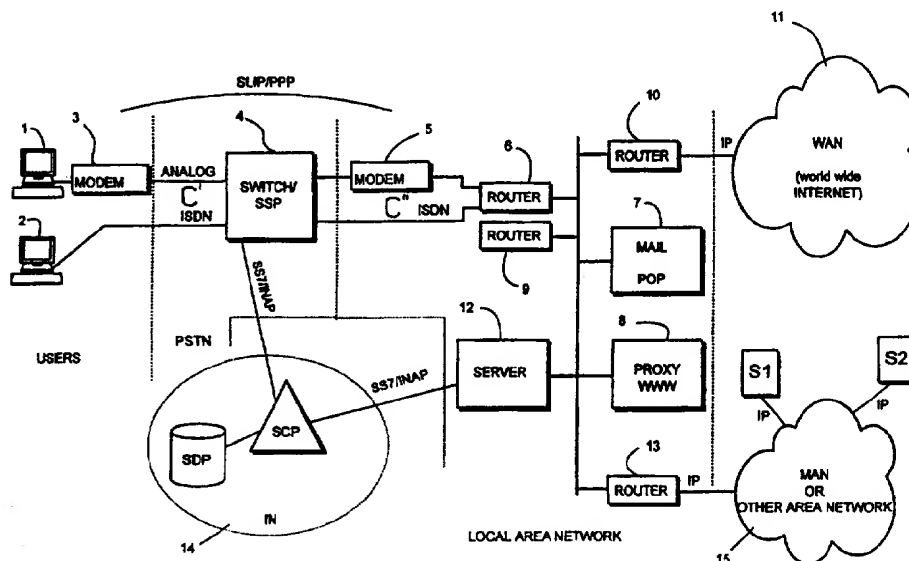 11
SLIP/PPP
10
1
3
4
5
6
IP
ROUTER
WAN
(world wide
INTERNET)
MODEM
ANALOG
C'
ISDN
SWITCH/
SSP
MODEM
C"
ISDN
ROUTER
7
2
ROUTER
MAIL
POP
9
SS7/INAP
12
8
USERS
PSTN
SERVER
PROXY
WWW
S1
S2
SS7/INAP
IP
IP
SCP
SDP
13
ROUTER
IP
MAN
OR
OTHER AREA NETWORK
IN
14
LOCAL AREA NETWORK
15